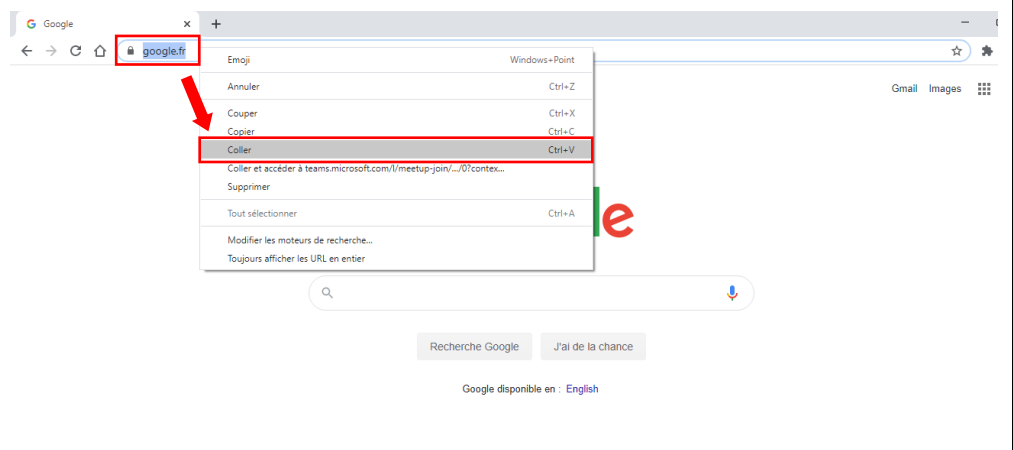 Google
google.fr
Emoji Windows+Point
Annuler Ctrl+Z
Couper Ctrl+X
Copier Ctrl+C
Coller Ctrl+V
Coller et accéder à teams.microsoft.com/l/meetup-join/.../0?contex...
Supprimer
Tout sélectionner Ctrl+A
Modifier les moteurs de recherche...
Toujours afficher les URL en entier
Gmail Images
le
Recherche Google J'ai de la chance
Google disponible en : English